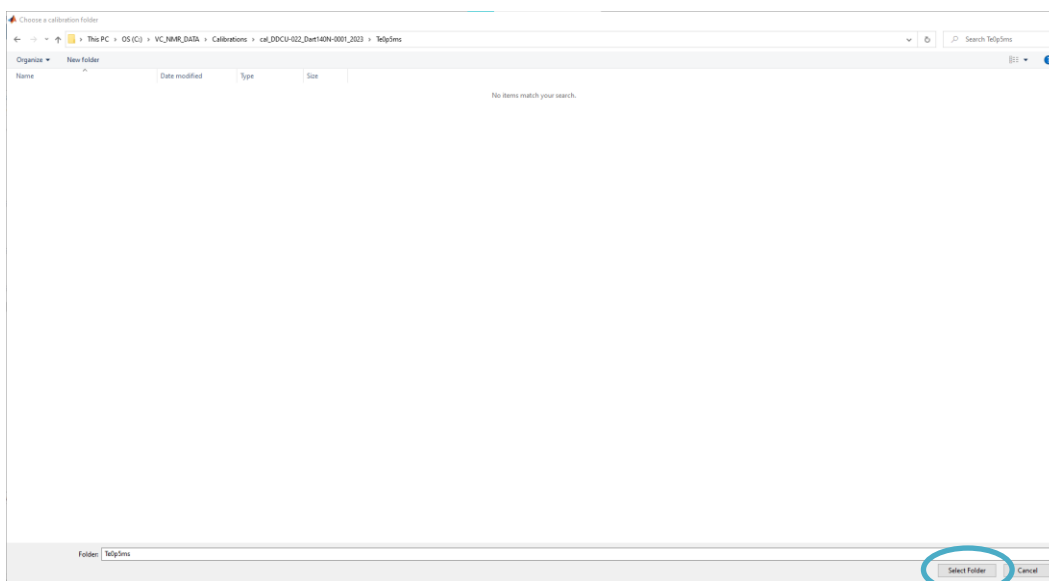 Choose a calibration folder
This PC > OS (C:) > VC_NMR_DATA > Calibrations > cal_DDCU-022_Dart140N-0001_2023 > Te0p5ms
Search Te0p5ms
Organize New folder
Name Date modified Type Size
No items match your search.
Folder: Te0p5ms
Select Folder Cancel